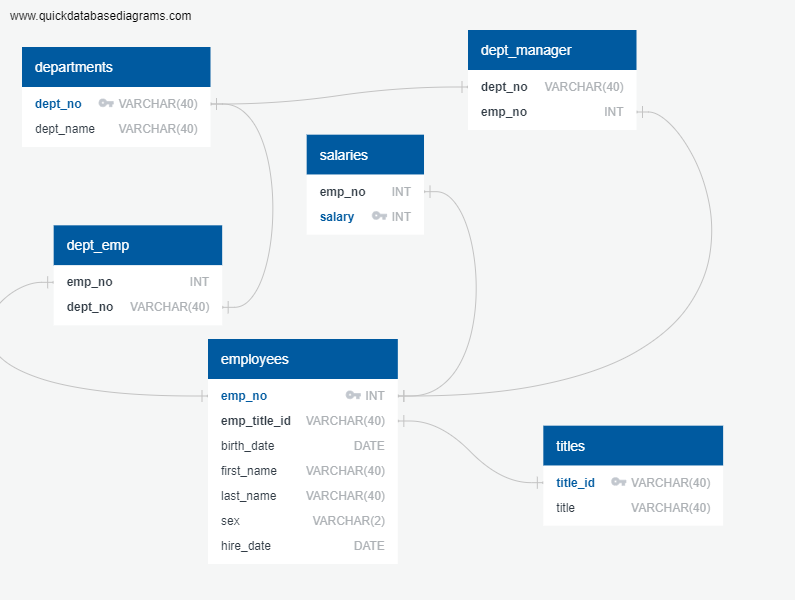 www.quickdatabasediagrams.com
departments
dept_no VARCHAR(40)
dept_name VARCHAR(40)
dept_manager
dept_no VARCHAR(40)
emp_no INT
salaries
emp_no INT
salary INT
dept_emp
emp_no INT
dept_no VARCHAR(40)
employees
emp_no INT
emp_title_id VARCHAR(40)
birth_date DATE
first_name VARCHAR(40)
last_name VARCHAR(40)
sex VARCHAR(2)
hire_date DATE
titles
title_id VARCHAR(40)
title VARCHAR(40)